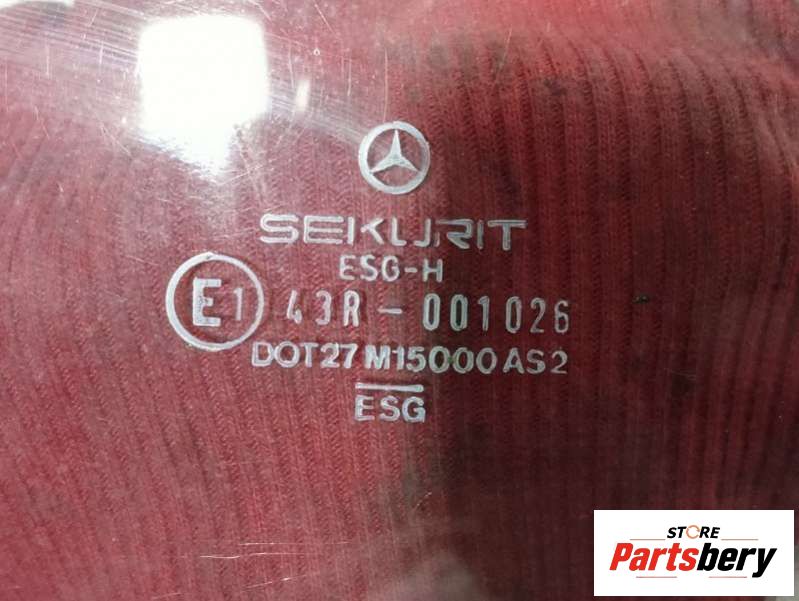 SEKURIT
ESG-H
E1 43R - 001026
DOT27 M15000 AS2
ESG
STORE
Partsbery